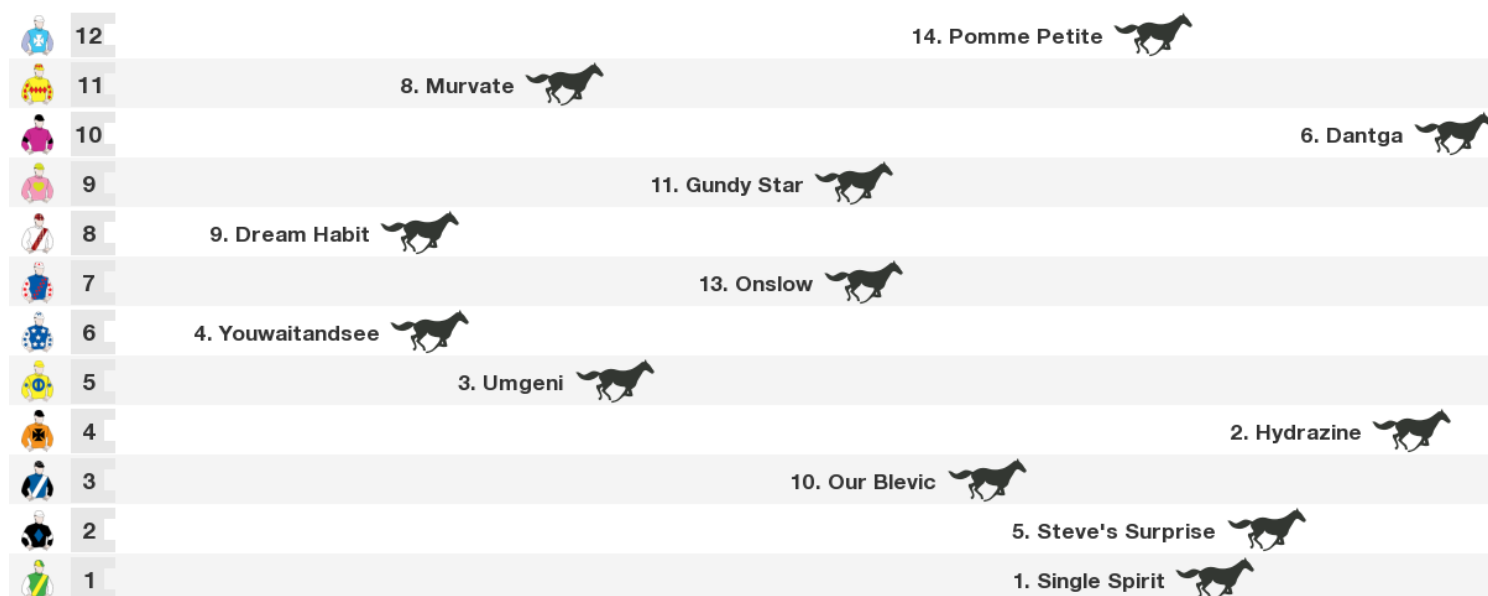 12 14. Pomme Petite
11 8. Murvate
10 6. Dantga
9 11. Gundy Star
8 9. Dream Habit
7 13. Onslow
6 4. Youwaitandsee
5 3. Umgeni
4 2. Hydrazine
3 10. Our Blevic
2 5. Steve's Surprise
1 1. Single Spirit